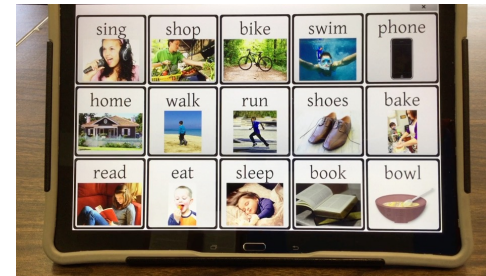 sing shop bike swim phone
home walk run shoes bake
read eat sleep book bowl